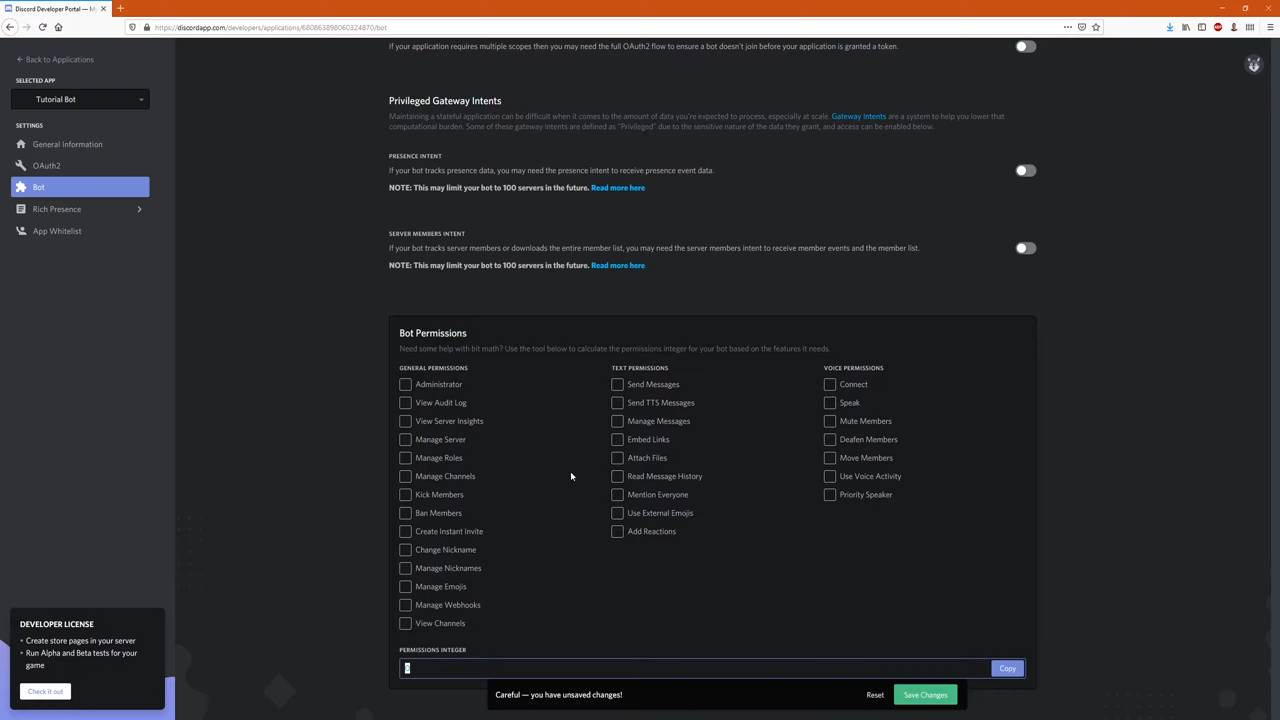 Discord Developer Portal — M
https://discordapp.com/developers/applications/680863898060324870/bot
Back to Applications
SELECTED APP
Tutorial Bot
SETTINGS
General Information
OAuth2
Bot
Rich Presence
App Whitelist
DEVELOPER LICENSE
• Create store pages in your server
• Run Alpha and Beta tests for your
game
Check it out
If your application requires multiple scopes then you may need the full OAuth2 flow to ensure a bot doesn't join before your application is granted a token.
Privileged Gateway Intents
Maintaining a stateful application can be difficult when it comes to the amount of data you're expected to process, especially at scale. Gateway Intents are a system to help you lower that
computational burden. Some of these gateway intents are defined as "Privileged" due to the sensitive nature of the data they grant, and access can be enabled below.
PRESENCE INTENT
If your bot tracks presence data, you may need the presence intent to receive presence event data.
NOTE: This may limit your bot to 100 servers in the future. Read more here
SERVER MEMBERS INTENT
If your bot tracks server members or downloads the entire member list, you may need the server members intent to receive member events and the member list.
NOTE: This may limit your bot to 100 servers in the future. Read more here
Bot Permissions
Need some help with bit math? Use the tool below to calculate the permissions integer for your bot based on the features it needs.
GENERAL PERMISSIONS
Administrator
View Audit Log
View Server Insights
Manage Server
Manage Roles
Manage Channels
Kick Members
Ban Members
Create Instant Invite
Change Nickname
Manage Nicknames
Manage Emojis
Manage Webhooks
View Channels
TEXT PERMISSIONS
Send Messages
Send TTS Messages
Manage Messages
Embed Links
Attach Files
Read Message History
Mention Everyone
Use External Emojis
Add Reactions
VOICE PERMISSIONS
Connect
Speak
Mute Members
Deafen Members
Move Members
Use Voice Activity
Priority Speaker
PERMISSIONS INTEGER
0
Copy
Careful — you have unsaved changes!
Reset
Save Changes